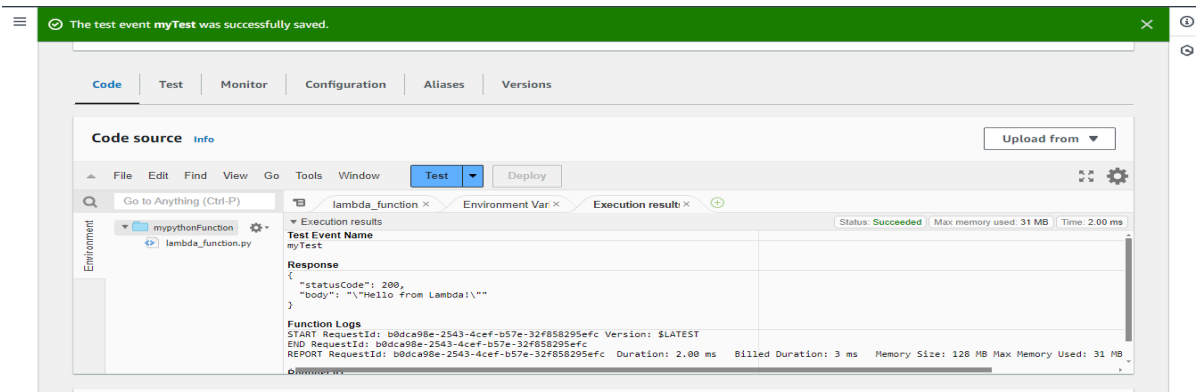 The test event myTest was successfully saved.
Code Test Monitor Configuration Aliases Versions
Code source Info
Upload from
File Edit Find View Go Tools Window Test Deploy
Go to Anything (Ctrl-P)
lambda_function × Environment Var × Execution result ×
Environment
mypythonFunction
lambda_function.py
Execution results
Status: Succeeded Max memory used: 31 MB Time: 2.00 ms
Test Event Name
myTest
Response
{
"statusCode": 200,
"body": "\"Hello from Lambda!\""
}
Function Logs
START RequestId: b0dca98e-2543-4cef-b57e-32f858295efc Version: $LATEST
END RequestId: b0dca98e-2543-4cef-b57e-32f858295efc
REPORT RequestId: b0dca98e-2543-4cef-b57e-32f858295efc Duration: 2.00 ms Billed Duration: 3 ms Memory Size: 128 MB Max Memory Used: 31 MB